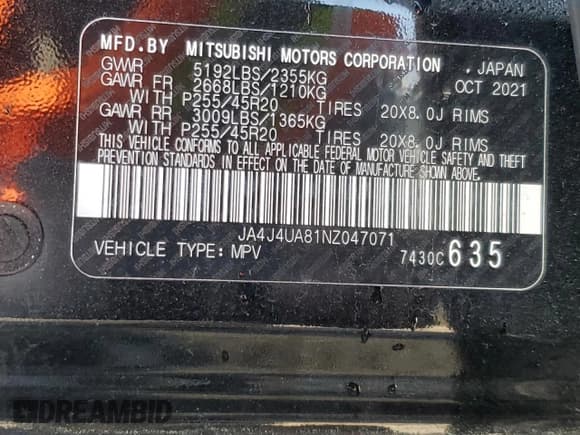 MFD.BY MITSUBISHI MOTORS CORPORATION , JAPAN
GVWR 5192LBS/2355KG OCT 2021
GAWR FR 2668LBS/1210KG
WITH P255/45R20 TIRES 20X8.0J RIMS
GAWR RR 3009LBS/1365KG
WITH P255/45R20 TIRES 20X8.0J RIMS
THIS VEHICLE CONFORMS TO ALL APPLICABLE FEDERAL MOTOR VEHICLE SAFETY AND THEFT
PREVENTION STANDARDS IN EFFECT ON THE DATE OF MANUFACTURE SHOWN ABOVE.
JA4J4UA81NZ047071
VEHICLE TYPE: MPV 7430C 635
DREAMBID